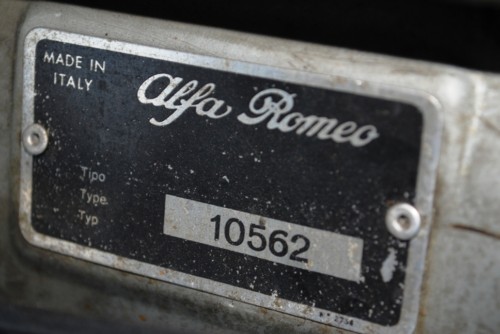 MADE IN
ITALY
Alfa Romeo
Tipo
Type
Typ
10562